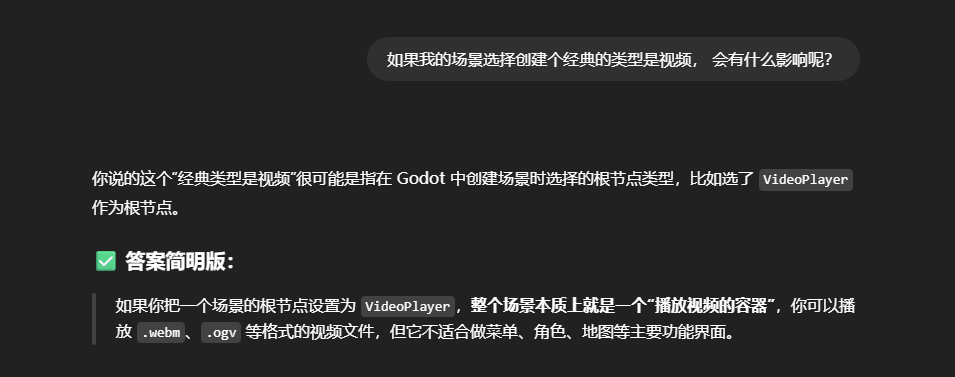 如果我的场景选择创建个经典的类型是视频， 会有什么影响呢？
你说的这个“经典类型是视频”很可能是指在 Godot 中创建场景时选择的根节点类型，比如选了 VideoPlayer
作为根节点。
✅ 答案简明版：
如果你把一个场景的根节点设置为 VideoPlayer，整个场景本质上就是一个“播放视频的容器”，你可以播
放 .webm、.ogv 等格式的视频文件，但它不适合做菜单、角色、地图等主要功能界面。